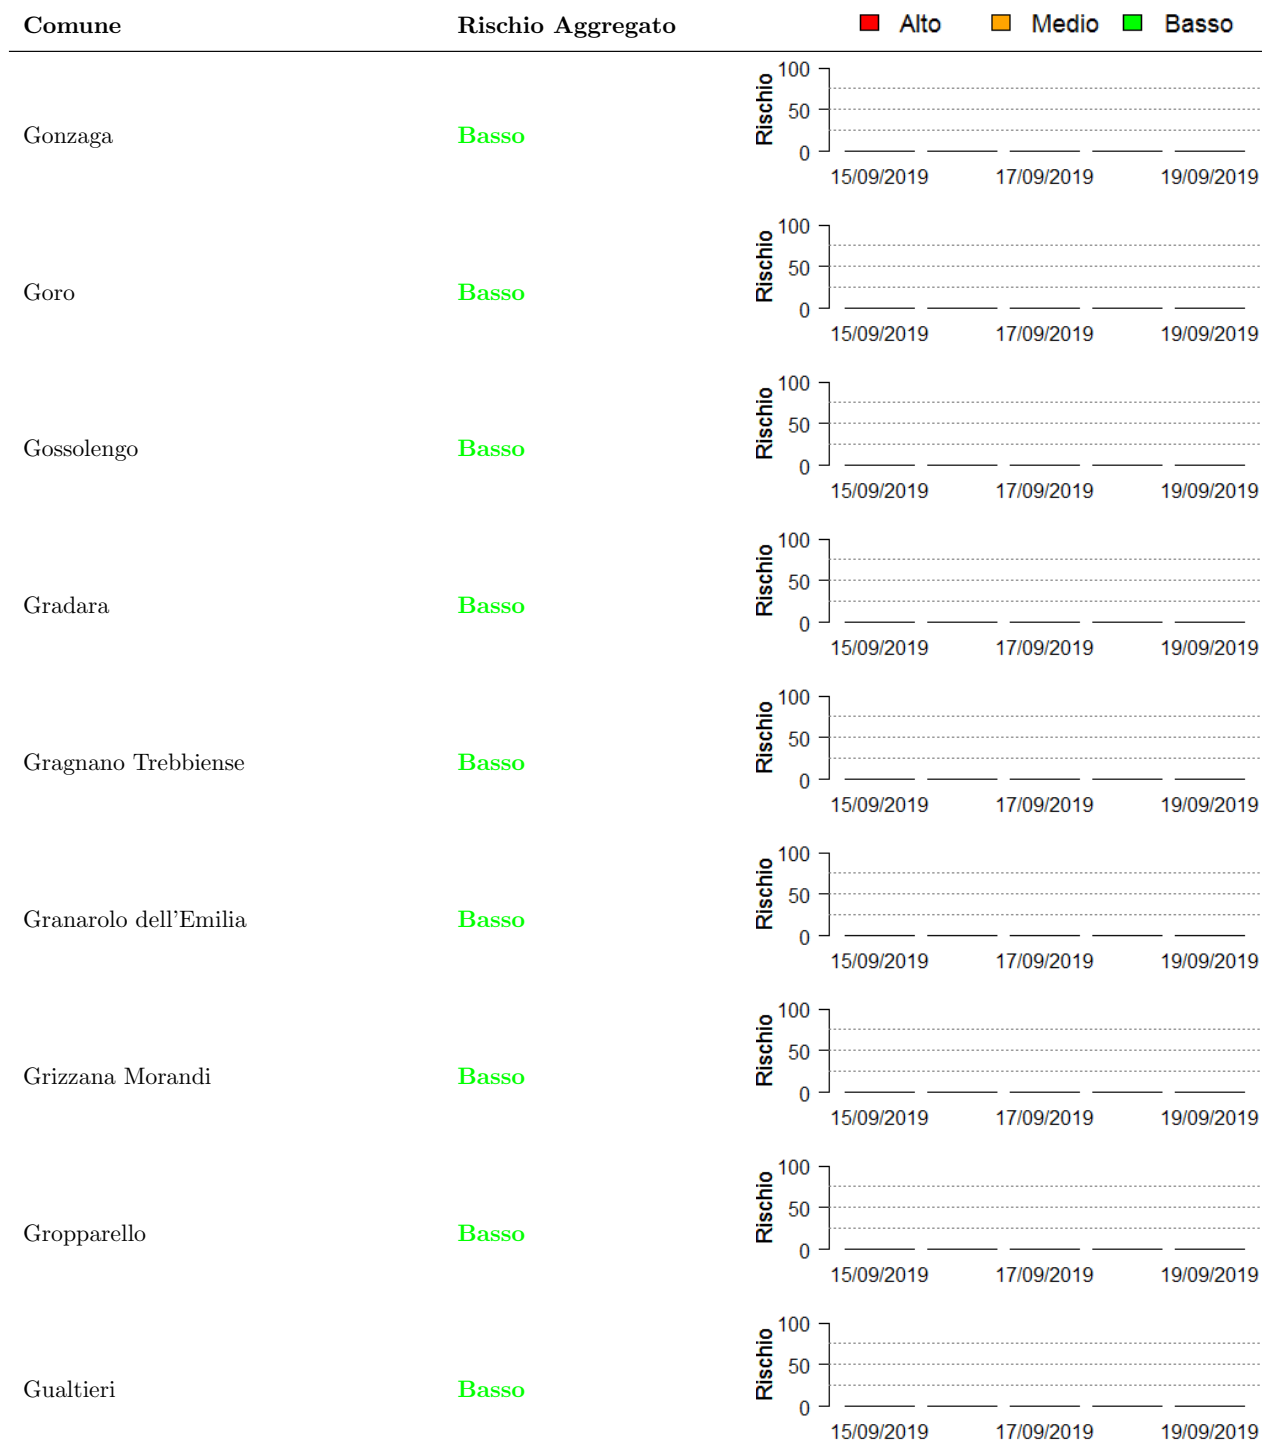 Comune Rischio Aggregato Alto Medio Basso
100
Rischio
50
Gonzaga Basso
0
15/09/2019 17/09/2019 19/09/2019
100
Rischio
50
Goro Basso
0
15/09/2019 17/09/2019 19/09/2019
100
Rischio
50
Gossolengo Basso
0
15/09/2019 17/09/2019 19/09/2019
100
Rischio
50
Gradara Basso
0
15/09/2019 17/09/2019 19/09/2019
100
Rischio
50
Gragnano Trebbiense Basso
0
15/09/2019 17/09/2019 19/09/2019
100
Rischio
50
Granarolo dell'Emilia Basso
0
15/09/2019 17/09/2019 19/09/2019
100
Rischio
50
Grizzana Morandi Basso
0
15/09/2019 17/09/2019 19/09/2019
100
Rischio
50
Gropparello Basso
0
15/09/2019 17/09/2019 19/09/2019
100
Rischio
50
Gualtieri Basso
0
15/09/2019 17/09/2019 19/09/2019